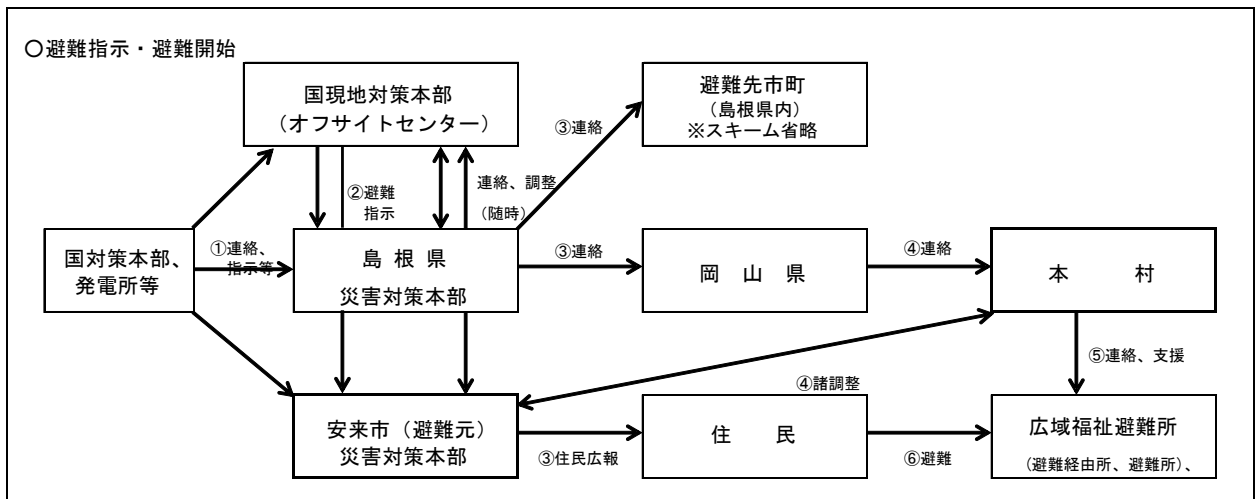 〇避難指示・避難開始
国現地対策本部
（オフサイトセンター）
避難先市町
（島根県内）
※スキーム省略
③連絡
②避難
指示
連絡、調整
（随時）
国対策本部、
発電所等
①連絡、
指示等
島 根 県
災害対策本部
③連絡
岡 山 県
④連絡
本 村
⑤連絡、支援
④諸調整
安来市（避難元）
災害対策本部
③住民広報
住 民
⑥避難
広域福祉避難所
（避難経由所、避難所）、